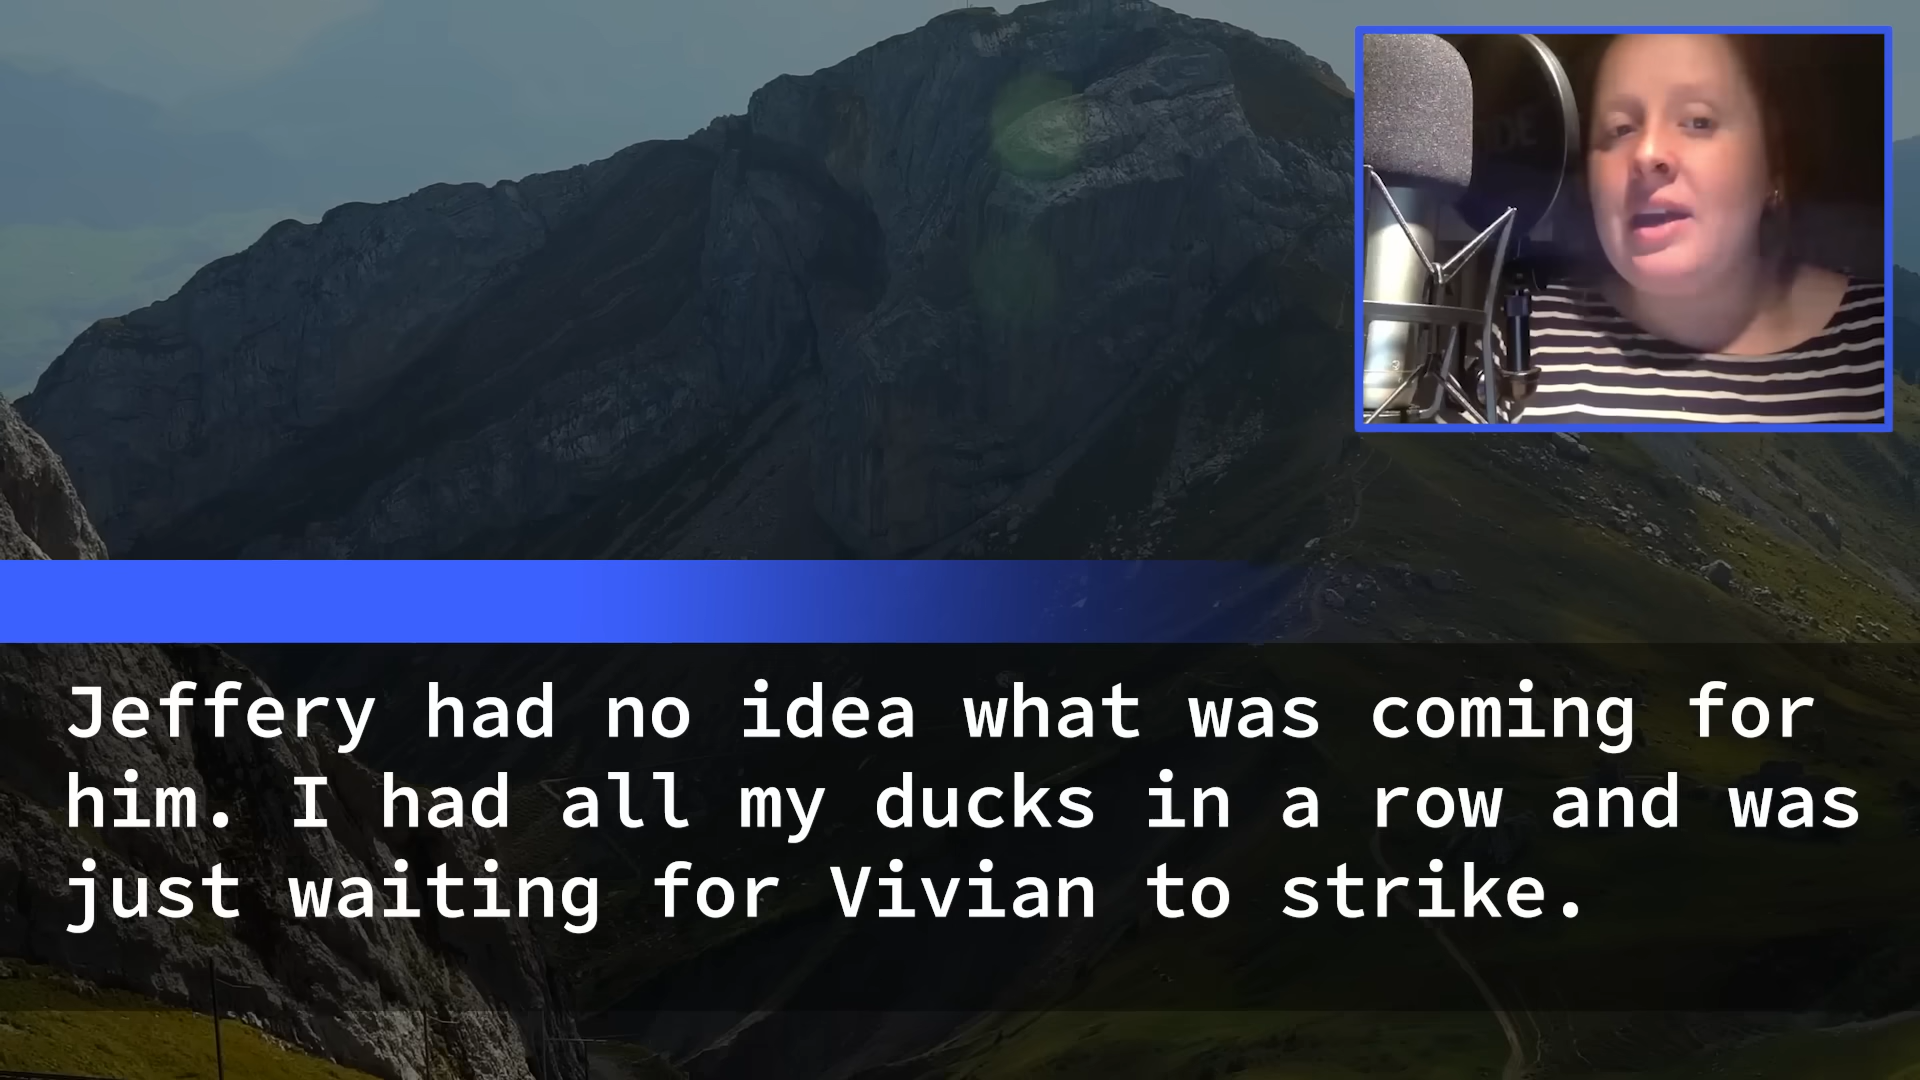 Jeffery had no idea what was coming for
him. I had all my ducks in a row and was
just waiting for Vivian to strike.